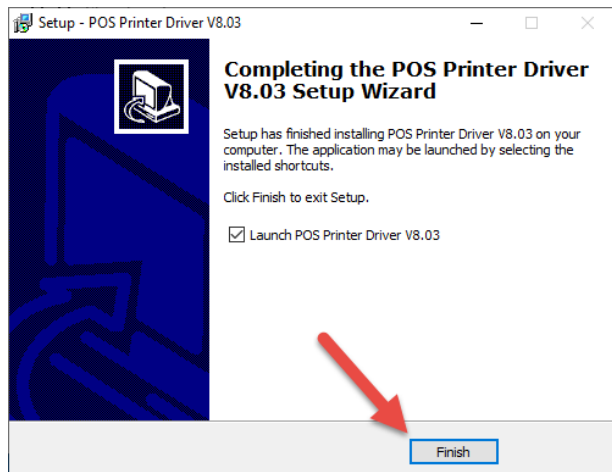 Setup - POS Printer Driver V8.03
Completing the POS Printer Driver
V8.03 Setup Wizard
Setup has finished installing POS Printer Driver V8.03 on your
computer. The application may be launched by selecting the
installed shortcuts.
Click Finish to exit Setup.
Launch POS Printer Driver V8.03
Finish